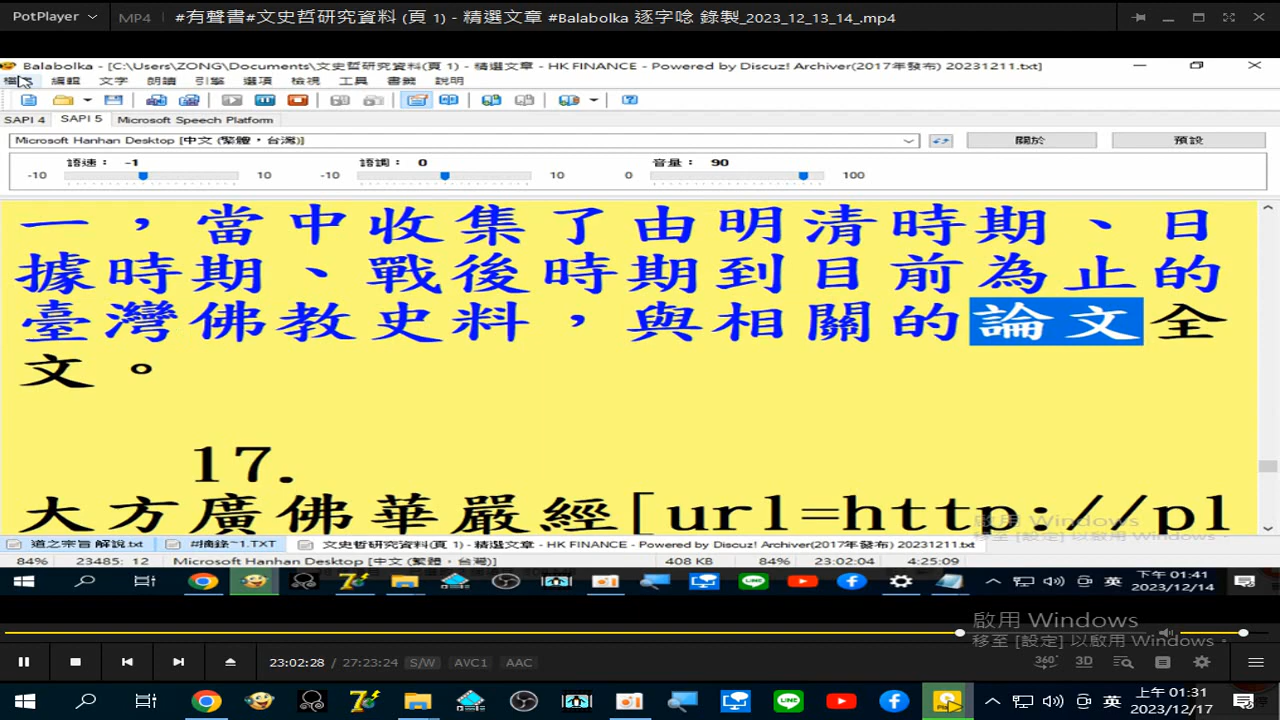 PotPlayer MP4 #有聲書#文史哲研究資料 (頁 1) - 精選文章 #Balabolka 逐字唸 錄製_2023_12_13_14_.mp4
Balabolka - [C:\Users\ZONG\Documents\文史哲研究資料(頁 1) - 精選文章 - HK FINANCE - Powered by Discuz! Archiver(2017年發布) 20231211.txt]
檔案 編輯 文字 朗讀 引擎 選項 檢視 工具 書籤 說明
SAPI 4 SAPI 5 Microsoft Speech Platform
Microsoft Hanhan Desktop [中文 (繁體，台灣)] 關於 預設
語速： -1 語調： 0 音量： 90
-10 10 -10 10 0 100
一，當中收集了由明清時期、日
據時期、戰後時期到目前為止的
臺灣佛教史料，與相關的論文全
文。
17.
大方廣佛華嚴經[url=http://pl
啟用 Windows
移至 [設定] 以啟用 Windows。
道之宗旨 解說.txt #摘錄~1.TXT 文史哲研究資料(頁 1) - 精選文章 - HK FINANCE - Powered by Discuz! Archiver(2017年發布) 20231211.txt
84% 23485: 12 Microsoft Hanhan Desktop [中文 (繁體，台灣)] 408 KB 84% 23:02:04 4:25:09
英 下午 01:41
2023/12/14
啟用 Windows
移至 [設定] 以啟用 Windows。
23:02:28 / 27:23:24 S/W AVC1 AAC 360° 3D
英 上午 01:31
2023/12/17